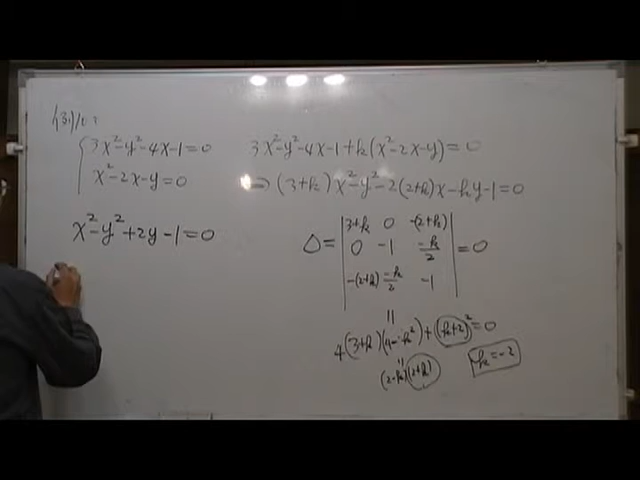 3x²-y²-4x-1=0
x²-2x-y=0
x²-y²+2y-1=0
3x²-y²-4x-1+k(x²-2x-y)=0
⇒(3+k)x²-y²-2(2+k)x-ky-1=0
Δ=|3+k 0 -(2+k)|
|0 -1 -k/2|=0
|-(2+k) -k/2 -1|
||
4(3+k)(4-k²)+(k+2)²=0
||
(2-k)(2+k)
k=-2